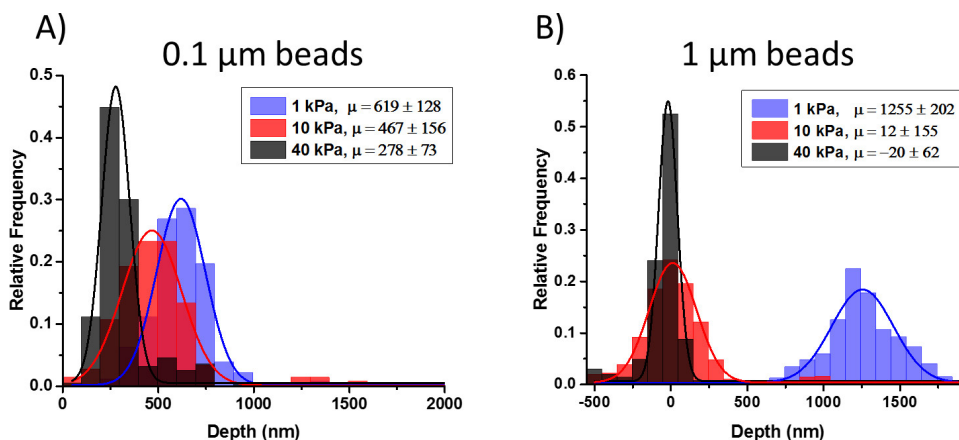 A)
0.1 µm beads
0.5
0.4
0.3
0.2
0.1
0.0
Relative Frequency
1 kPa, µ = 619 ± 128
10 kPa, µ = 467 ± 156
40 kPa, µ = 278 ± 73
0 500 1000 1500 2000
Depth (nm)
B)
1 µm beads
0.6
0.5
0.4
0.3
0.2
0.1
0.0
Relative Frequency
1 kPa, µ = 1255 ± 202
10 kPa, µ = 12 ± 155
40 kPa, µ = −20 ± 62
-500 0 500 1000 1500
Depth (nm)